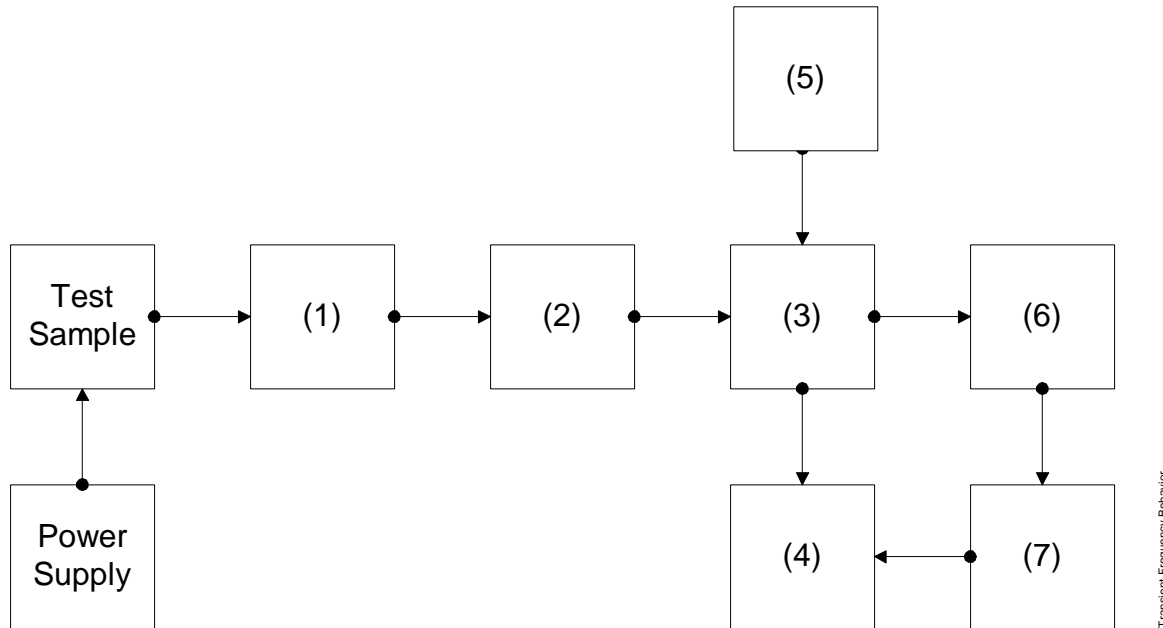 (5)
Test
Sample
(1)
(2)
(3)
(6)
Power
Supply
(4)
(7)
Transient Frequency Behavior